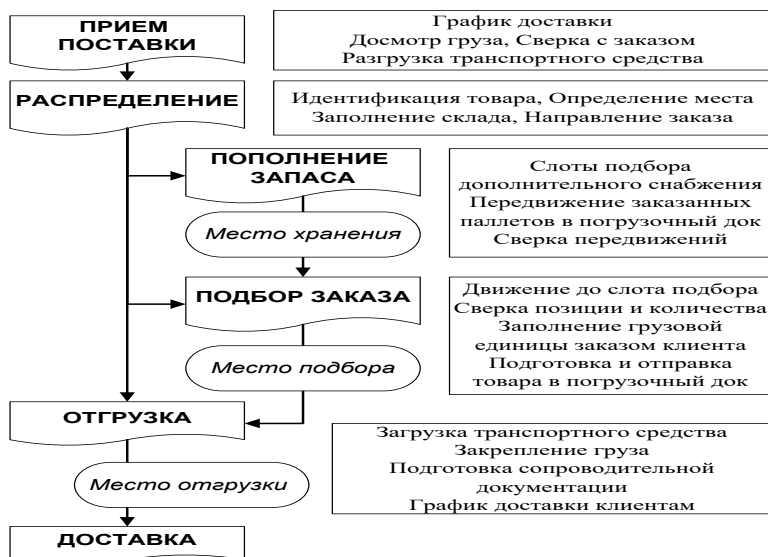 ПРИЕМ
ПОСТАВКИ
График доставки
Досмотр груза, Сверка с заказом
Разгрузка транспортного средства
РАСПРЕДЕЛЕНИЕ
Идентификация товара, Определение места
Заполнение склада, Направление заказа
ПОПОЛНЕНИЕ
ЗАПАСА
Слоты подбора
дополнительного снабжения
Передвижение заказанных
паллетов в погрузочный док
Сверка передвижений
Место хранения
ПОДБОР ЗАКАЗА
Движение до слота подбора
Сверка позиции и количества
Заполнение грузовой
единицы заказом клиента
Подготовка и отправка
товара в погрузочный док
Место подбора
ОТГРУЗКА
Загрузка транспортного средства
Закрепление груза
Подготовка сопроводительной
документации
График доставки клиентам
Место отгрузки
ДОСТАВКА